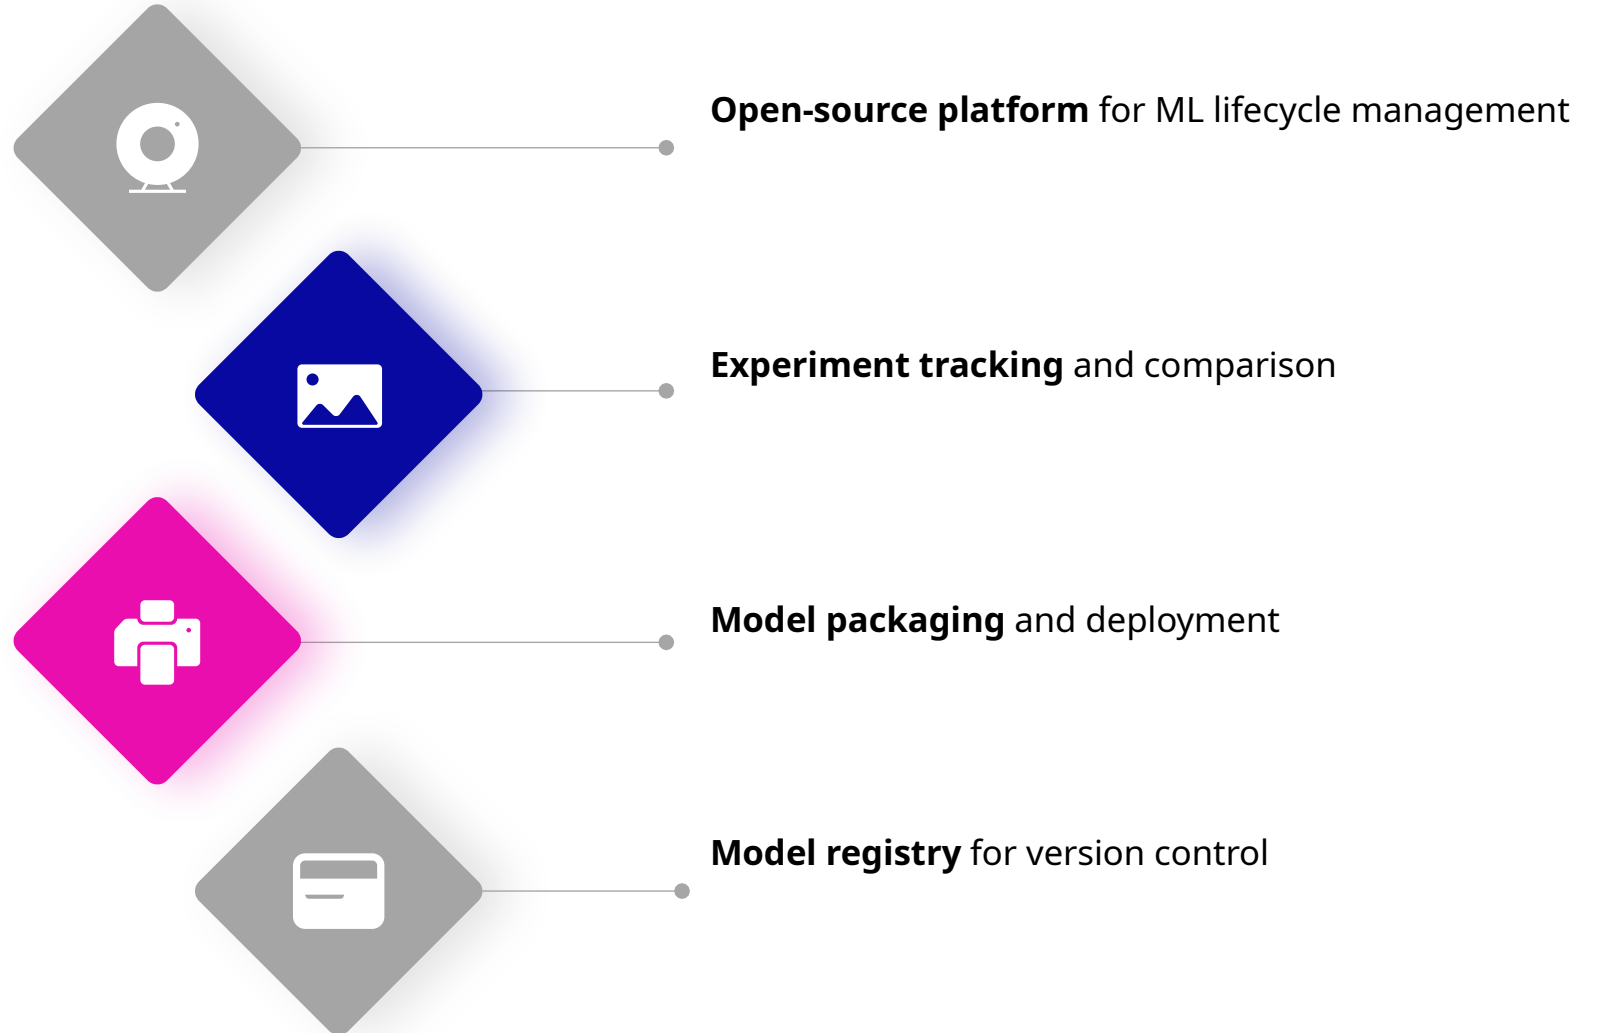 Open-source platform for ML lifecycle management
Experiment tracking and comparison
Model packaging and deployment
Model registry for version control